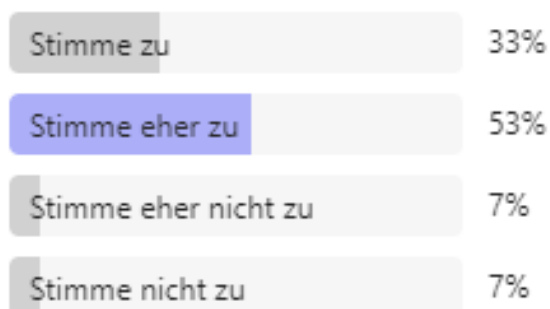 Stimme zu 33%
Stimme eher zu 53%
Stimme eher nicht zu 7%
Stimme nicht zu 7%